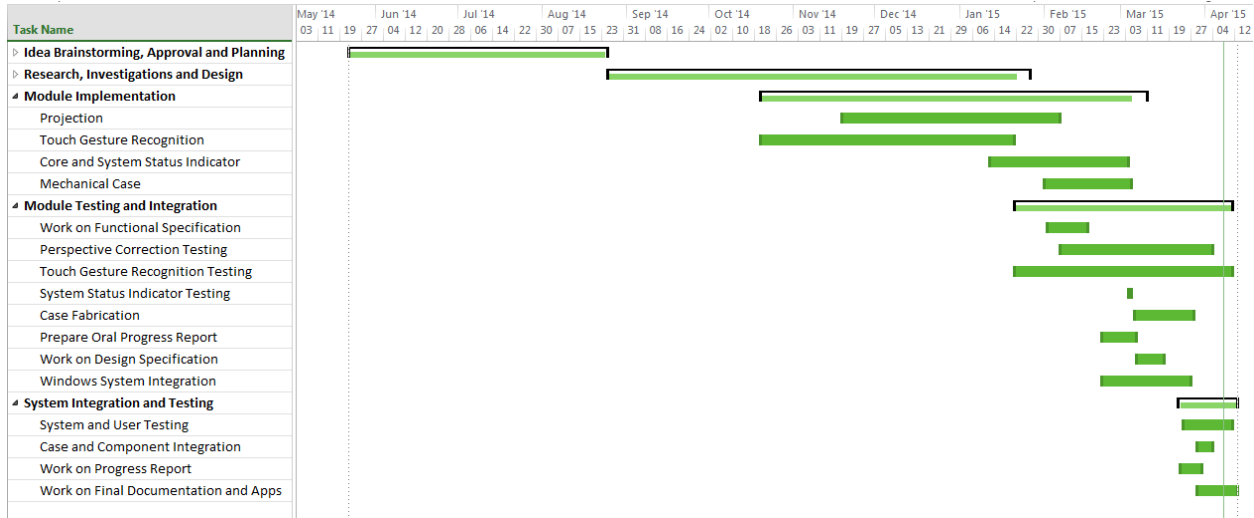 May '14 Jun '14 Jul '14 Aug '14 Sep '14 Oct '14 Nov '14 Dec '14 Jan '15 Feb '15 Mar '15 Apr '15
Task Name 03 11 19 27 04 12 20 28 06 14 22 30 07 15 23 31 08 16 24 02 10 18 26 03 11 19 27 05 13 21 29 06 14 22 30 07 15 23 03 11 19 27 04 12
Idea Brainstorming, Approval and Planning
Research, Investigations and Design
Module Implementation
Projection
Touch Gesture Recognition
Core and System Status Indicator
Mechanical Case
Module Testing and Integration
Work on Functional Specification
Perspective Correction Testing
Touch Gesture Recognition Testing
System Status Indicator Testing
Case Fabrication
Prepare Oral Progress Report
Work on Design Specification
Windows System Integration
System Integration and Testing
System and User Testing
Case and Component Integration
Work on Progress Report
Work on Final Documentation and Apps